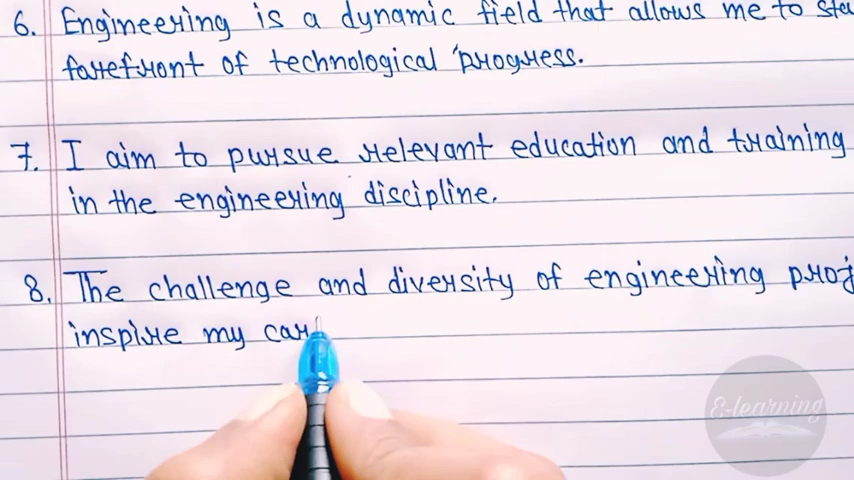 6. Engineering is a dynamic field that allows me to sta
forefront of technological progress.
7. I aim to pursue relevant education and training
in the engineering discipline.
8. The challenge and diversity of engineering proj
inspire my car
E-learning